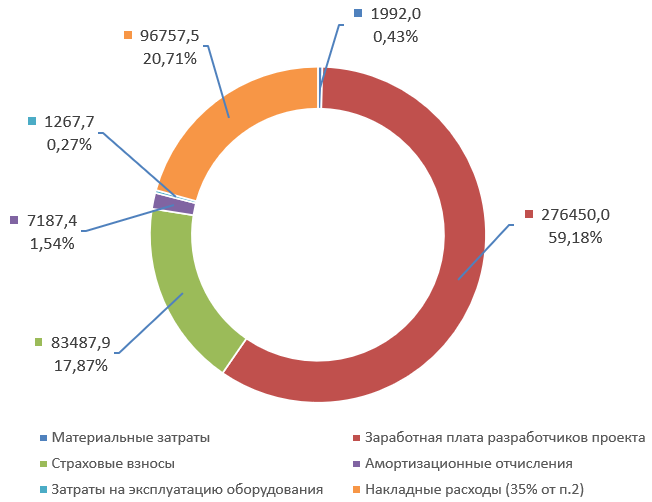 1992,0
0,43%
96757,5
20,71%
1267,7
0,27%
276450,0
59,18%
7187,4
1,54%
83487,9
17,87%
Материальные затраты
Заработная плата разработчиков проекта
Страховые взносы
Амортизационные отчисления
Затраты на эксплуатацию оборудования
Накладные расходы (35% от п.2)